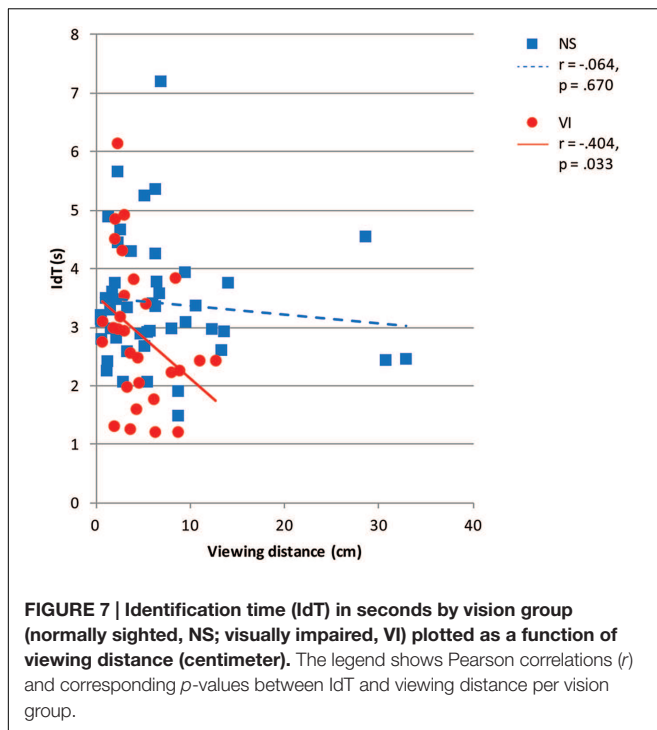 8
7
6
5
4
3
2
1
0
IdT (s)
0
10
20
30
40
Viewing distance (cm)
NS
r = -.064,
p = .670
VI
r = -.404,
p = .033
FIGURE 7 | Identification time (IdT) in seconds by vision group
(normally sighted, NS; visually impaired, VI) plotted as a function of
viewing distance (centimeter). The legend shows Pearson correlations (r)
and corresponding p-values between IdT and viewing distance per vision
group.